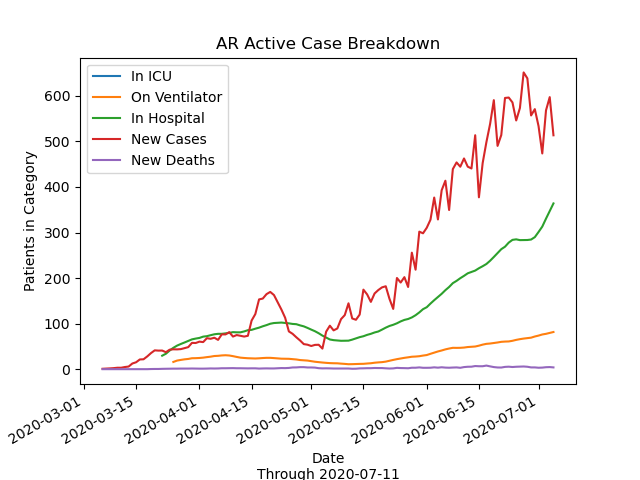 AR Active Case Breakdown
In ICU
On Ventilator
In Hospital
New Cases
New Deaths
Patients in Category
600
500
400
300
200
100
0
2020-03-01
2020-03-15
2020-04-01
2020-04-15
2020-05-01
2020-05-15
2020-06-01
2020-06-15
2020-07-01
Date
Through 2020-07-11